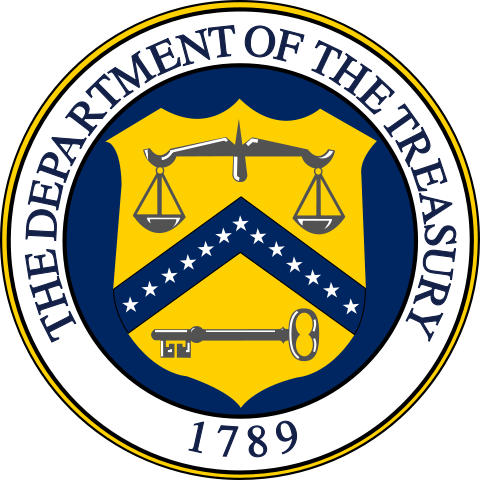 THE DEPARTMENT OF THE TREASURY
1789